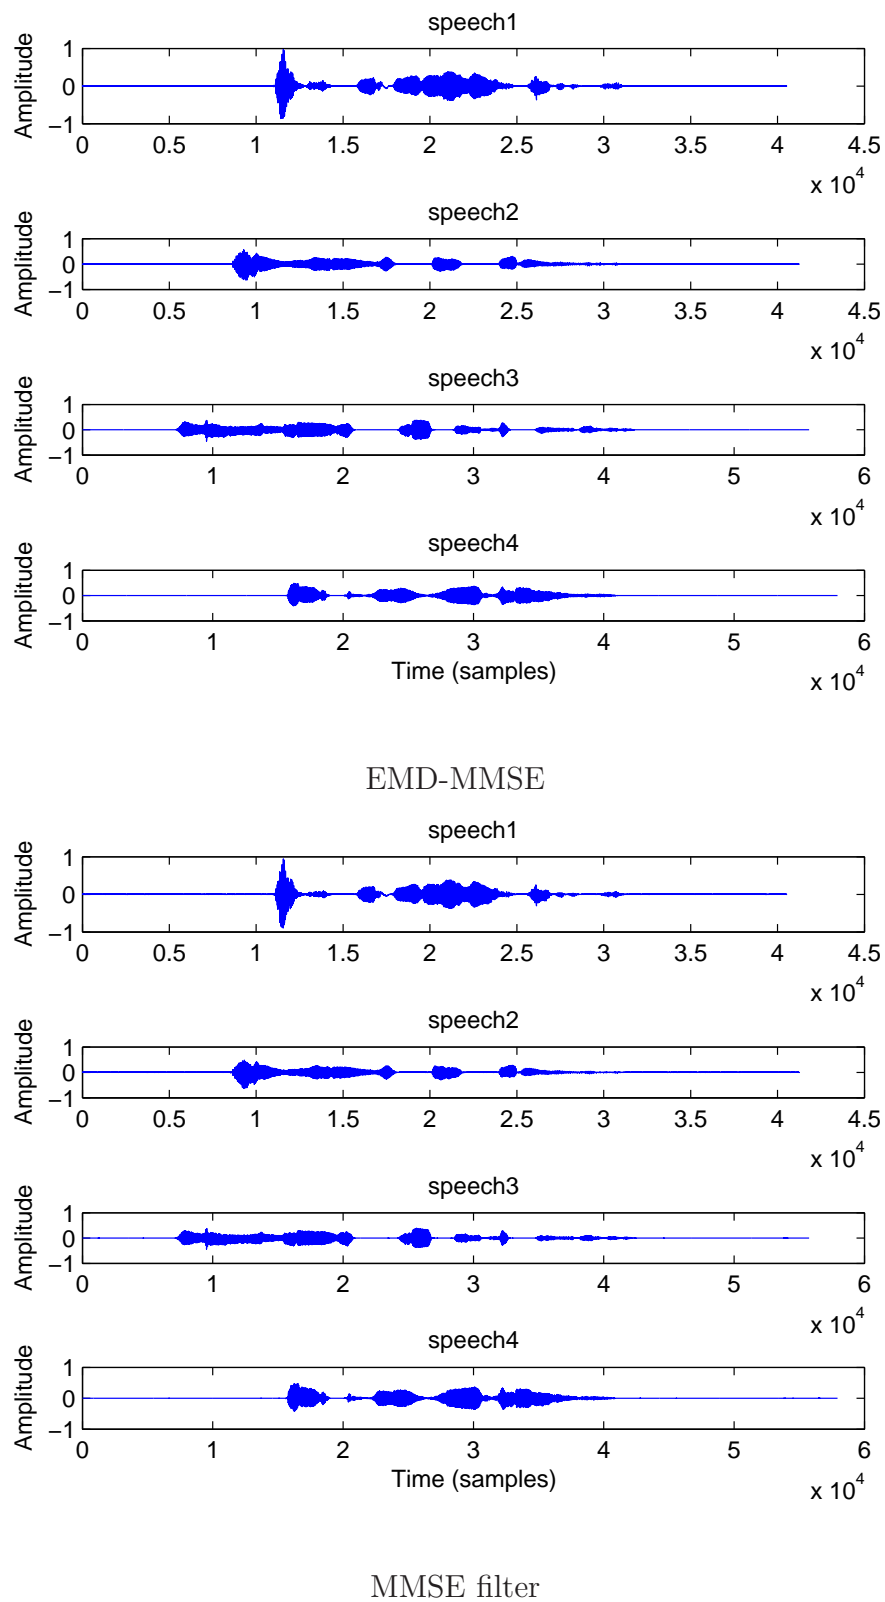 speech1
Amplitude
1
0
−1
0 0.5 1 1.5 2 2.5 3 3.5 4 4.5
x 10^4
speech2
Amplitude
1
0
−1
0 0.5 1 1.5 2 2.5 3 3.5 4 4.5
x 10^4
speech3
Amplitude
1
0
−1
0 1 2 3 4 5 6
x 10^4
speech4
Amplitude
1
0
−1
0 1 2 3 4 5 6
Time (samples)
x 10^4
EMD-MMSE
speech1
Amplitude
1
0
−1
0 0.5 1 1.5 2 2.5 3 3.5 4 4.5
x 10^4
speech2
Amplitude
1
0
−1
0 0.5 1 1.5 2 2.5 3 3.5 4 4.5
x 10^4
speech3
Amplitude
1
0
−1
0 1 2 3 4 5 6
x 10^4
speech4
Amplitude
1
0
−1
0 1 2 3 4 5 6
Time (samples)
x 10^4
MMSE filter